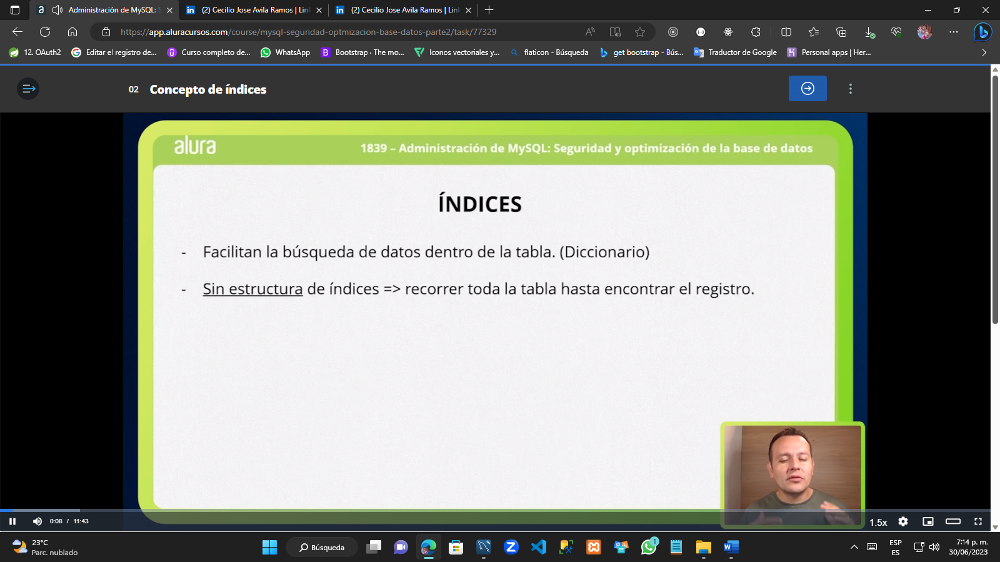 Administración de MySQL: S
(2) Cecilio Jose Avila Ramos | Link
(2) Cecilio Jose Avila Ramos | Link
https://app.aluracursos.com/course/mysql-seguridad-optmizacion-base-datos-parte2/task/77329
12. OAuth2
Editar el registro de...
Curso completo de...
WhatsApp
Bootstrap · The mo...
Iconos vectoriales y...
flaticon - Búsqueda
get bootstrap - Bús...
Traductor de Google
Personal apps | Her...
02 Concepto de índices
alura
1839 – Administración de MySQL: Seguridad y optimización de la base de datos
ÍNDICES
- Facilitan la búsqueda de datos dentro de la tabla. (Diccionario)
- Sin estructura de índices => recorrer toda la tabla hasta encontrar el registro.
0:08 / 11:43
1.5x
23°C
Parc. nublado
Búsqueda
1
ESP
ES
7:14 p. m.
30/06/2023